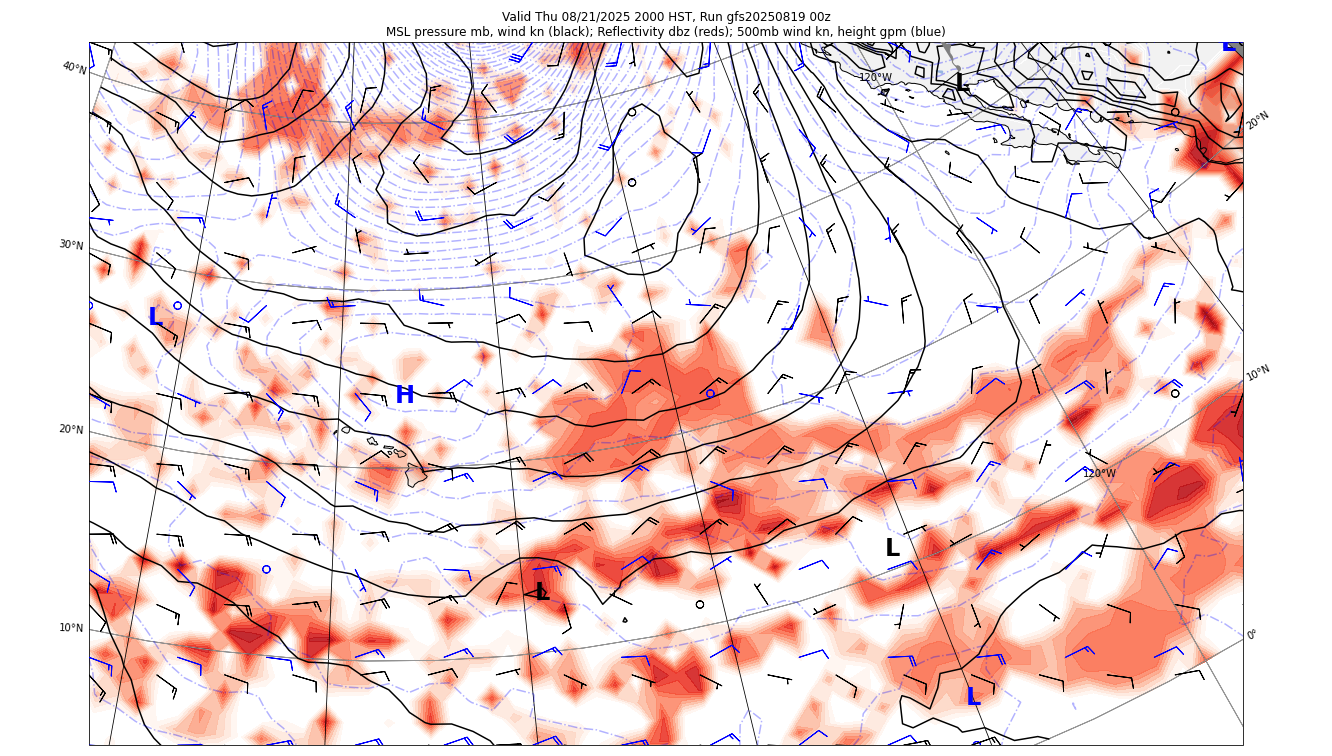 Valid Thu 08/21/2025 2000 HST, Run gfs20250819 00z
MSL pressure mb, wind kn (black); Reflectivity dbz (reds); 500mb wind kn, height gpm (blue)
L
40°N
120°W
L
20°N
30°N
L
H
10°N
20°N
120°W
L
L
10°N
0°
L